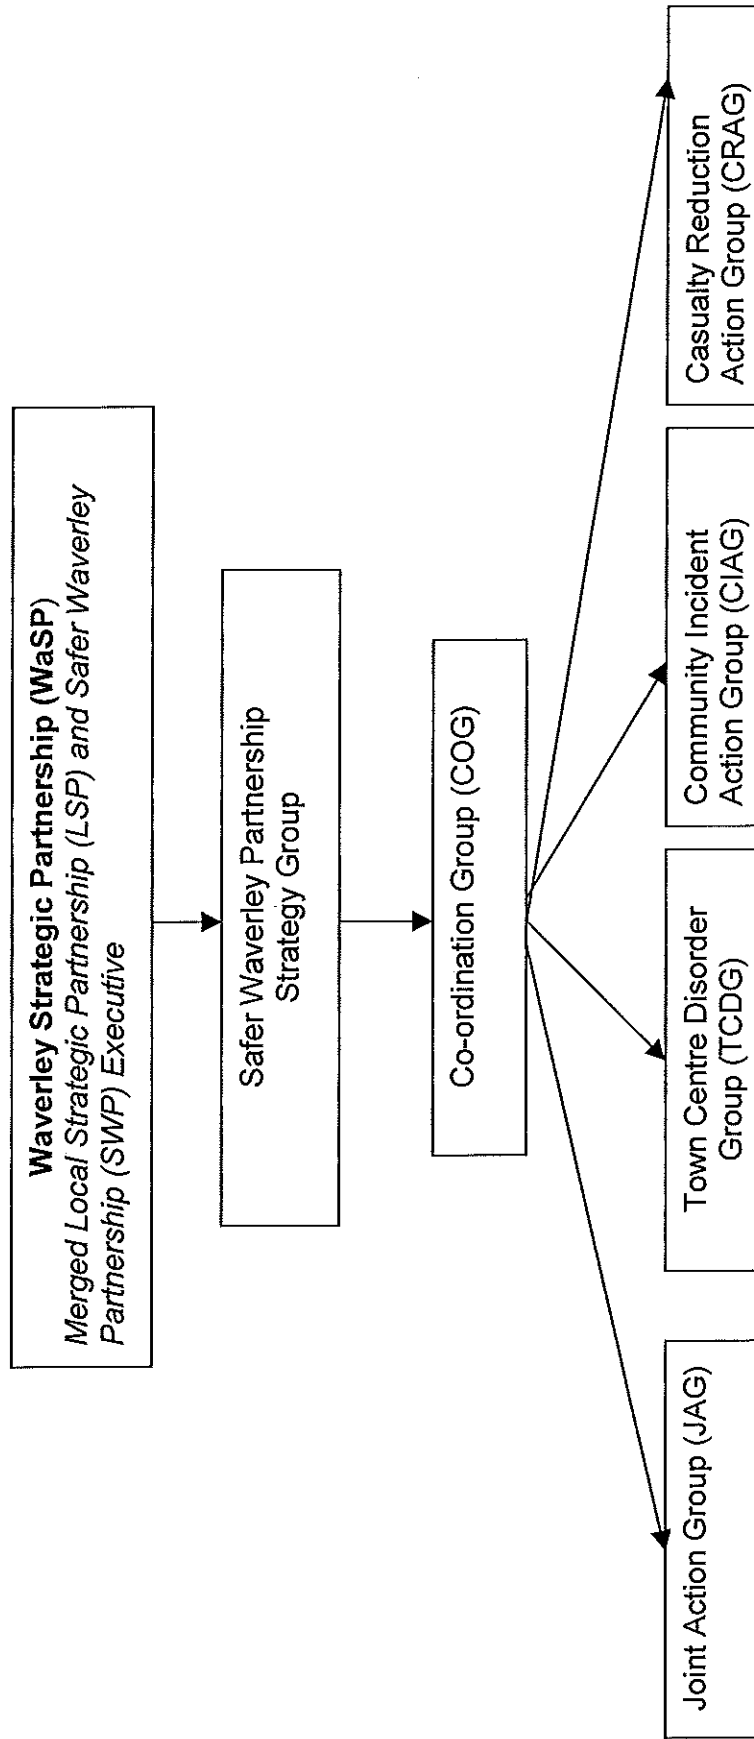 Waverley Strategic Partnership (WaSP)
Merged Local Strategic Partnership (LSP) and Safer Waverley
Partnership (SWP) Executive
Safer Waverley Partnership
Strategy Group
Co-ordination Group (COG)
Joint Action Group (JAG)
Town Centre Disorder
Group (TCDG)
Community Incident
Action Group (CIAG)
Casualty Reduction
Action Group (CRAG)